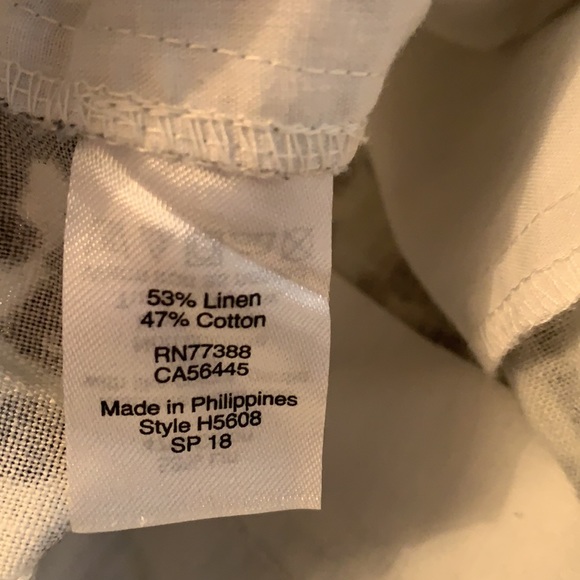 53% Linen
47% Cotton
RN77388
CA56445
Made in Philippines
Style H5608
SP 18